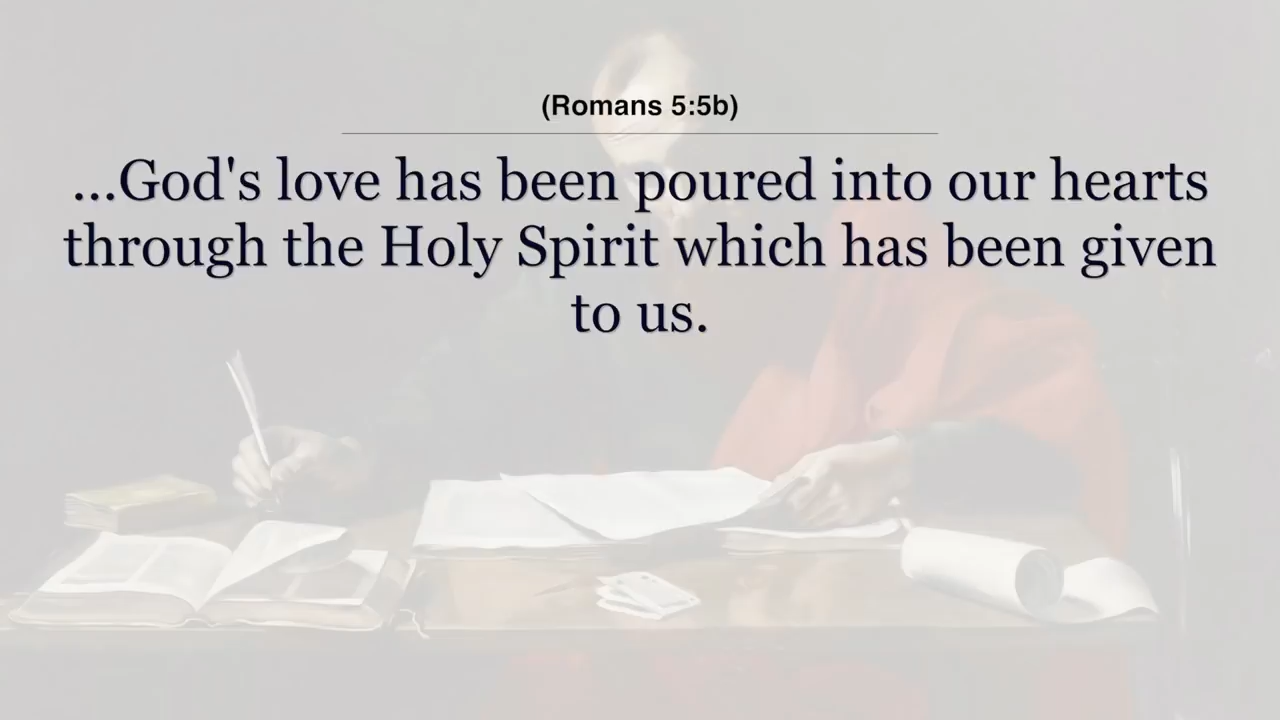 (Romans 5:5b)
...God's love has been poured into our hearts
through the Holy Spirit which has been given
to us.